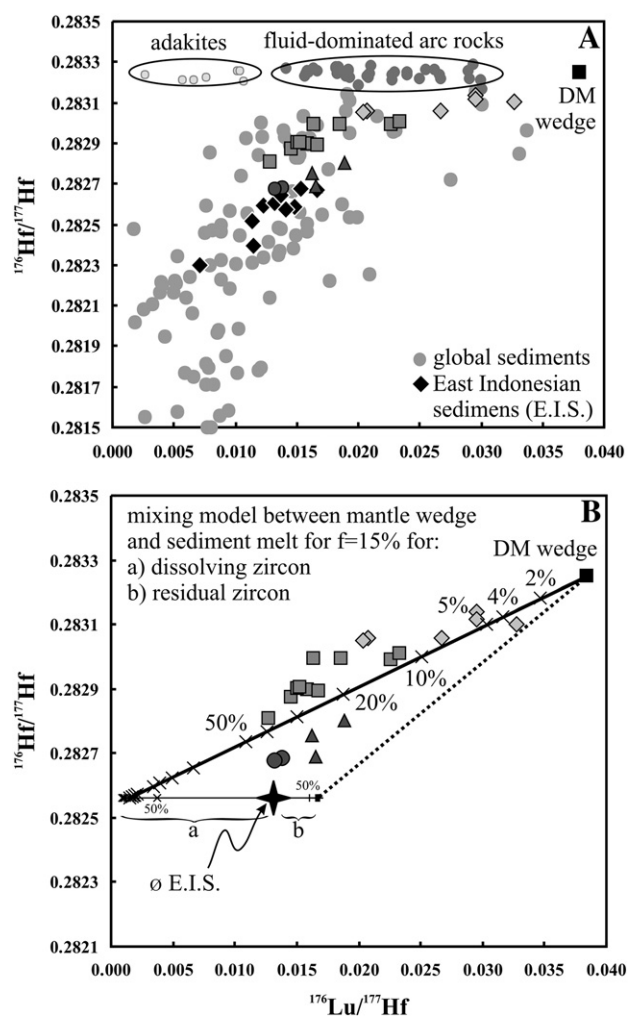 adakites
fluid-dominated arc rocks
A
DM
wedge
global sediments
East Indonesian
sedimens (E.I.S.)
¹⁷⁶Hf/¹⁷⁷Hf
0.2835
0.2833
0.2831
0.2829
0.2827
0.2825
0.2823
0.2821
0.2819
0.2817
0.2815
0.000 0.005 0.010 0.015 0.020 0.025 0.030 0.035 0.040
B
mixing model between mantle wedge
and sediment melt for f=15% for:
a) dissolving zircon
b) residual zircon
DM wedge
2%
4%
5%
10%
20%
50%
50%
50%
a
b
ø E.I.S.
¹⁷⁶Hf/¹⁷⁷Hf
0.2835
0.2833
0.2831
0.2829
0.2827
0.2825
0.2823
0.2821
0.000 0.005 0.010 0.015 0.020 0.025 0.030 0.035 0.040
¹⁷⁶Lu/¹⁷⁷Hf